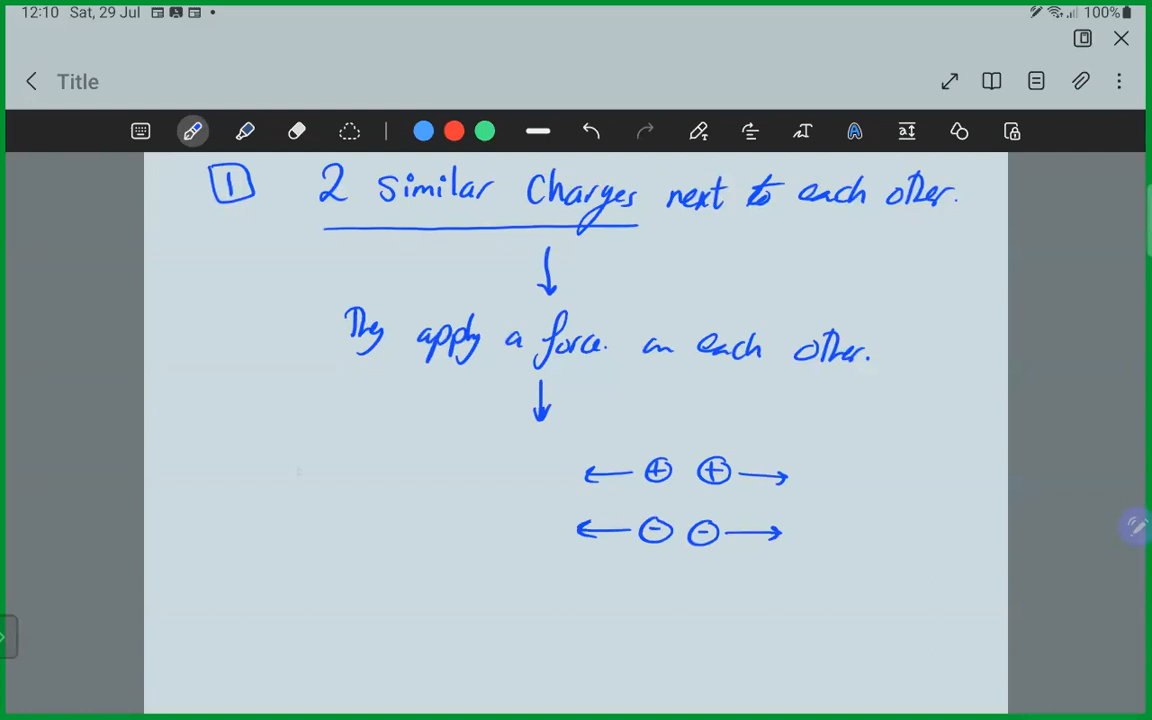 12:10 Sat, 29 Jul
100%
Title
1 2 Similar Charges next to each other.
They apply a force. on each other.
+ +
- -